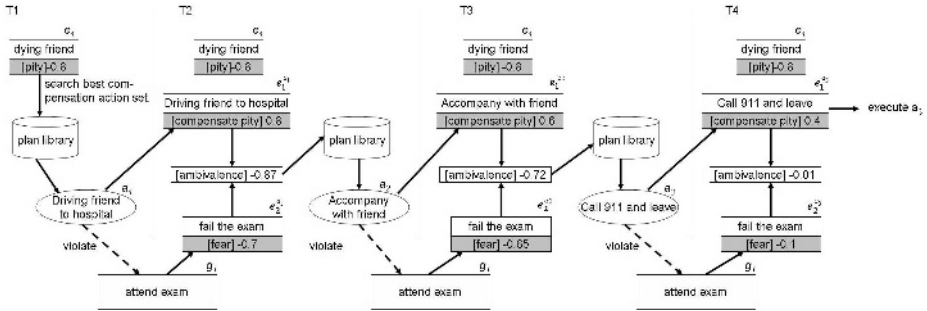 T1
T2
T3
T4
e₁
dying friend
[pity]-0.8
search best com-
pensation action set.
plan library
a₁
Driving friend
to hospital
violate
g₁
attend exam
e₁
dying friend
[pity]-0.8
Driving friend to hospital
[compensate pity] 0.8
[ambivalence] -0.87
fail the exam
[fear] -0.7
plan
library
a₂
Accompany
with friend
violate
g₁
attend exam
e₁
dying friend
[pity]-0.8
Accompany with friend
[compensate pity] 0.6
[ambivalence] -0.72
fail the exam
[fear] -0.65
plan
library
Call 911 and leave
violate
g₁
attend exam
e₁
dying friend
[pity]-0.8
Call 911 and leave
[compensate pity] 0.4
execute a₃
[ambivalence] -0.01
fail the exam
[fear] -0.1